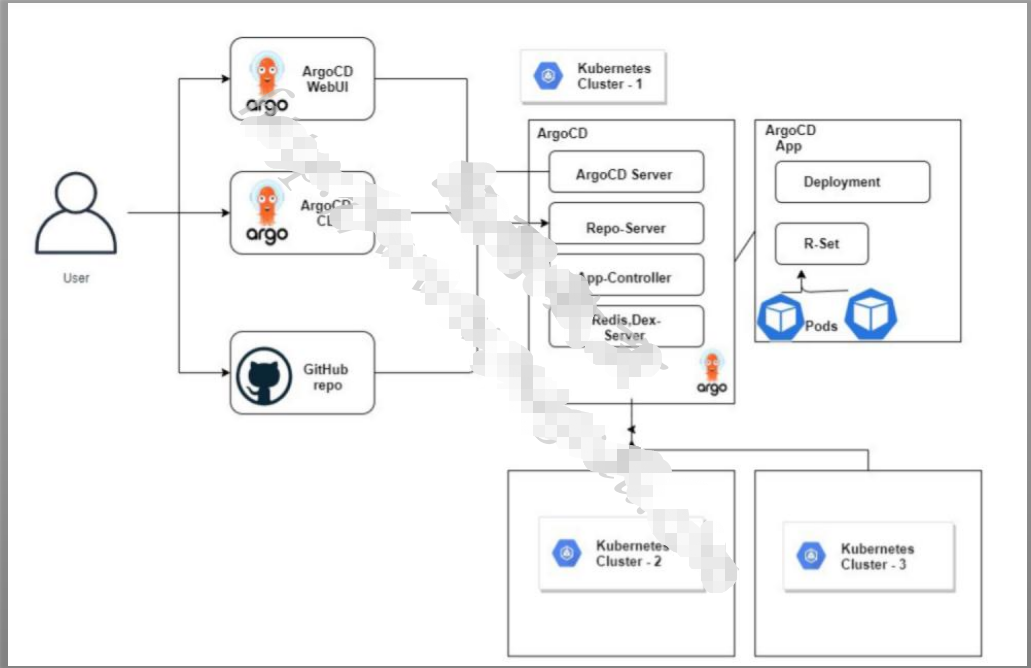 User
ArgoCD
WebUI
argo
ArgoCD
argo
GitHub
repo
Kubernetes
Cluster - 1
ArgoCD
ArgoCD Server
Repo-Server
App-Controller
Redis,Dex-
Server
argo
ArgoCD
App
Deployment
R-Set
Pods
Kubernetes
Cluster - 2
Kubernetes
Cluster - 3